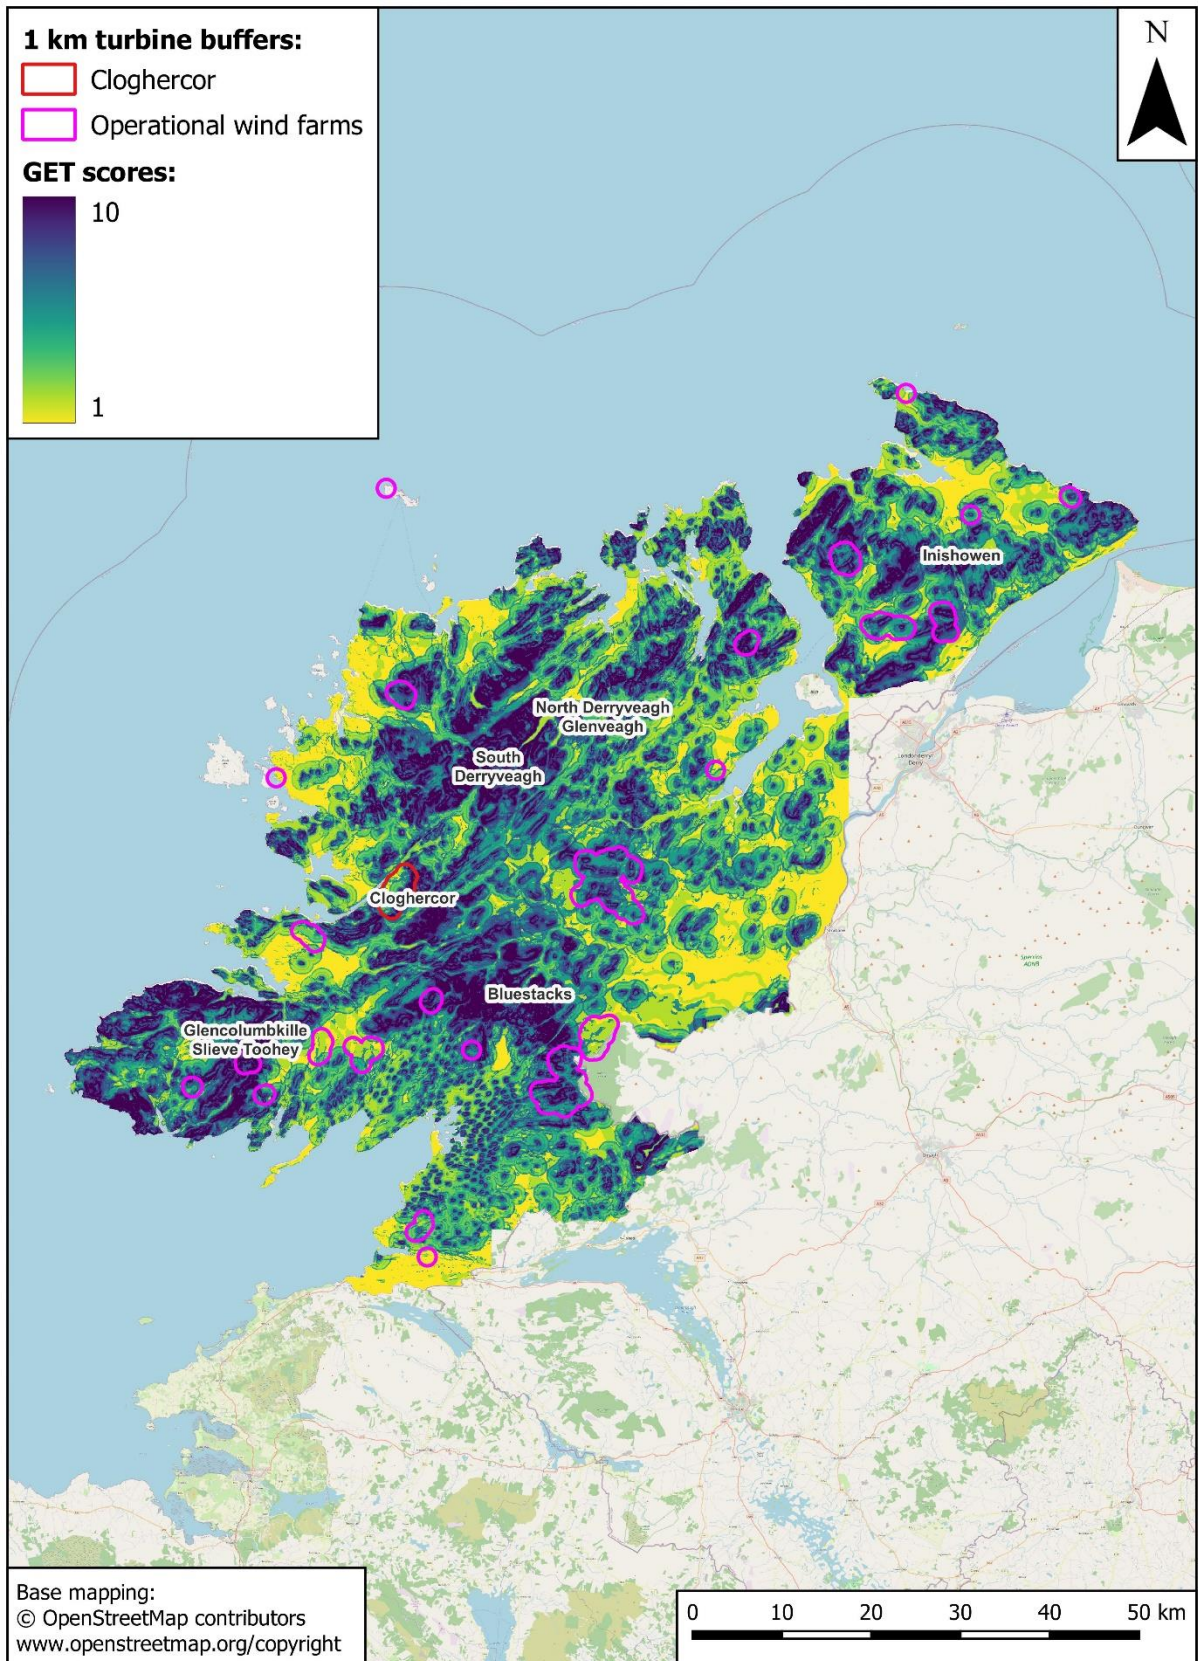 1 km turbine buffers:
Cloghercor
Operational wind farms
GET scores:
10
1
N
Inishowen
North Derryveagh
Glenveagh
South
Derryveagh
Cloghercor
Bluestacks
Glencolumbkille
Slieve Toohey
Londonderry/
Derry
Base mapping:
© OpenStreetMap contributors
www.openstreetmap.org/copyright
0 10 20 30 40 50 km